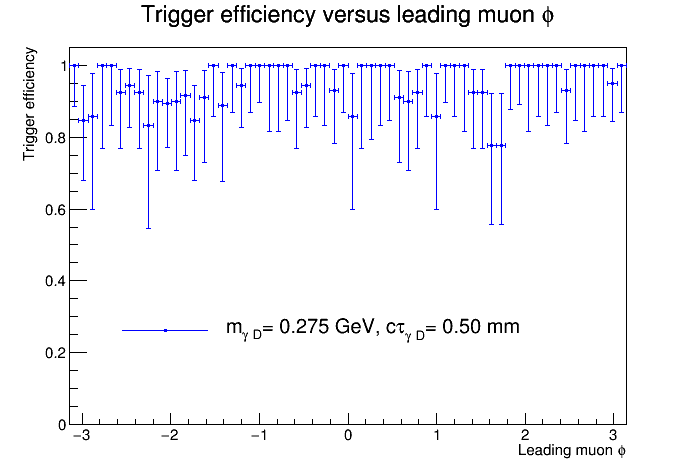 Trigger efficiency versus leading muon ϕ
Trigger efficiency
1
0.8
0.6
0.4
0.2
0
m_γ D= 0.275 GeV, cτ_γ D= 0.50 mm
−3 −2 −1 0 1 2 3
Leading muon ϕ